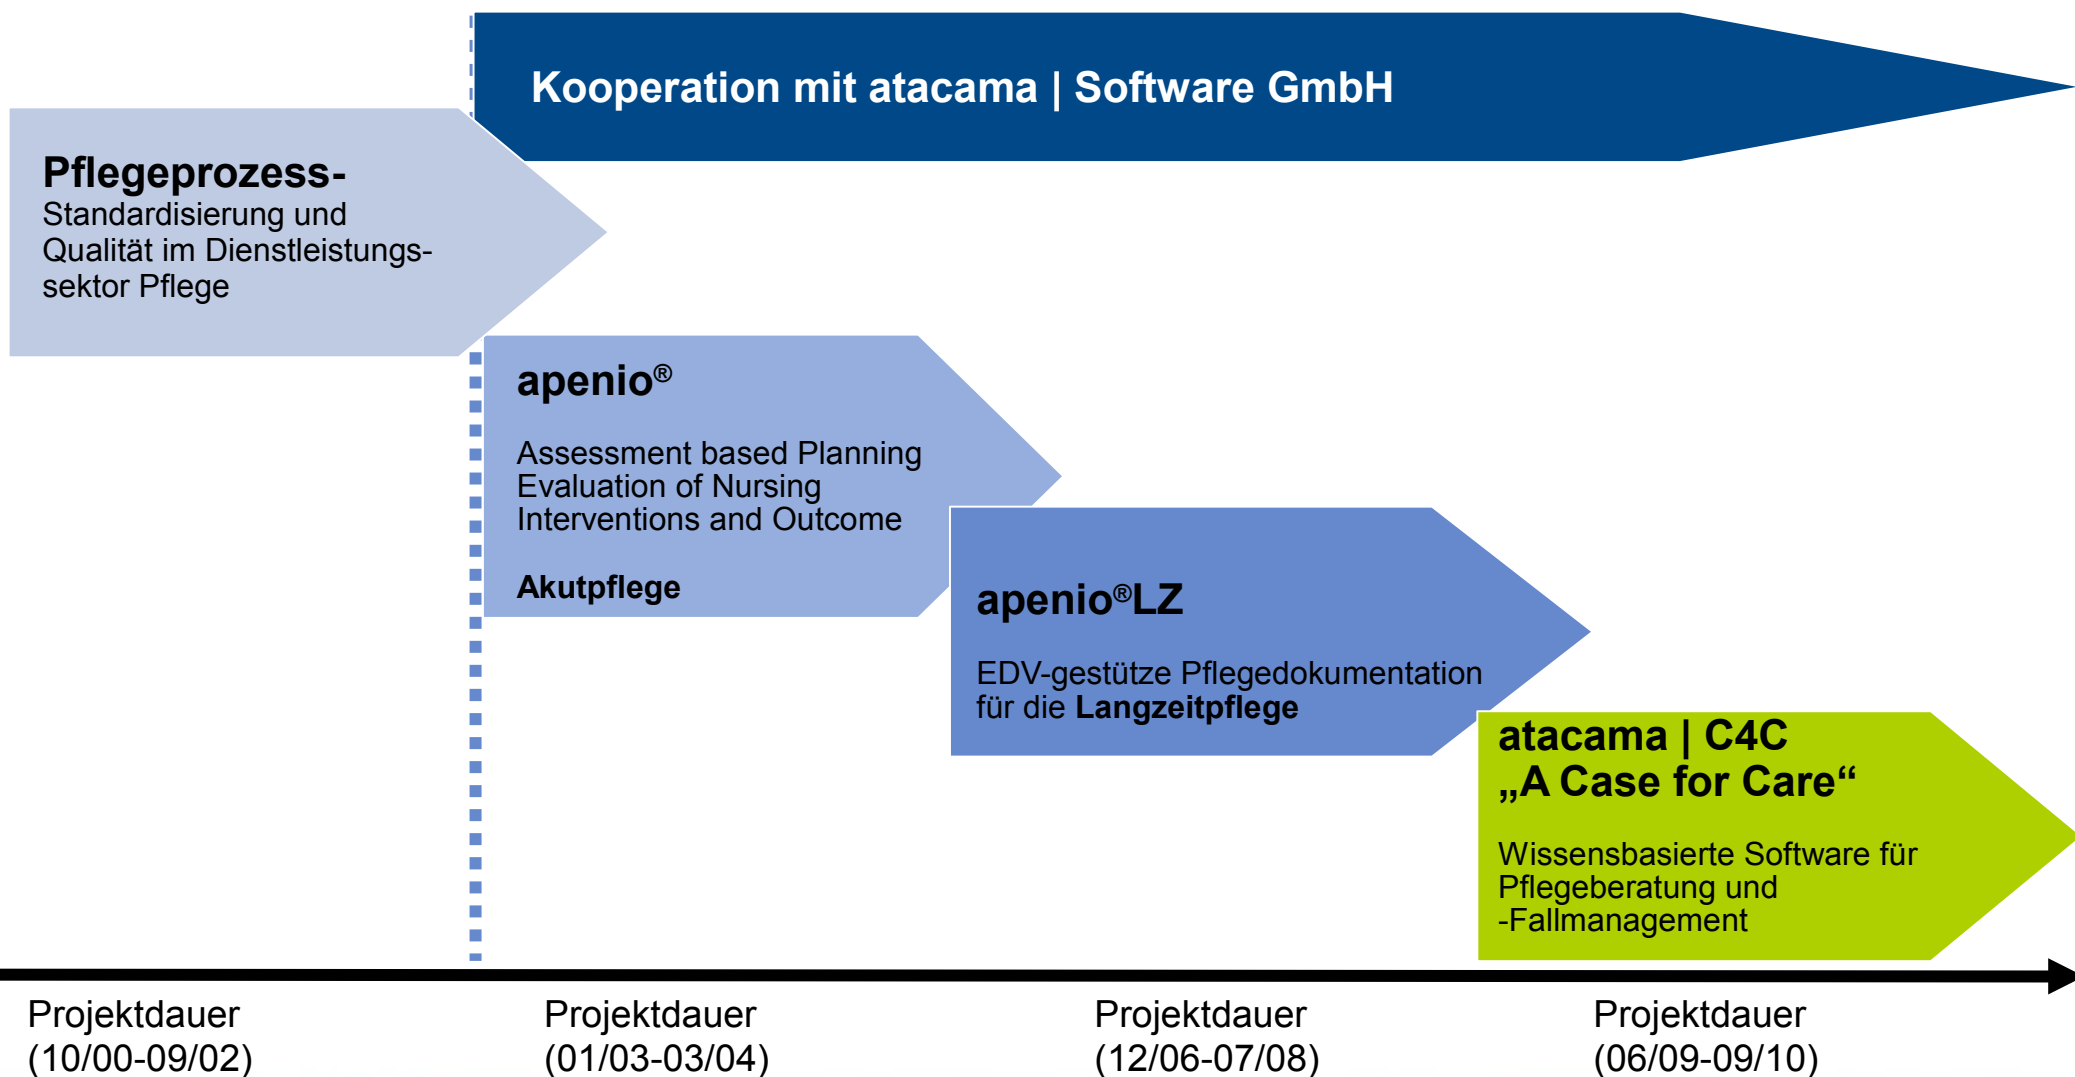 Kooperation mit atacama | Software GmbH
Pflegeprozess-
Standardisierung und
Qualität im Dienstleistungs-
sektor Pflege
apenio®
Assessment based Planning
Evaluation of Nursing
Interventions and Outcome
Akutpflege
apenio®LZ
EDV-gestütze Pflegedokumentation
für die Langzeitpflege
atacama | C4C
„A Case for Care“
Wissensbasierte Software für
Pflegeberatung und
-Fallmanagement
Projektdauer
(10/00-09/02)
Projektdauer
(01/03-03/04)
Projektdauer
(12/06-07/08)
Projektdauer
(06/09-09/10)